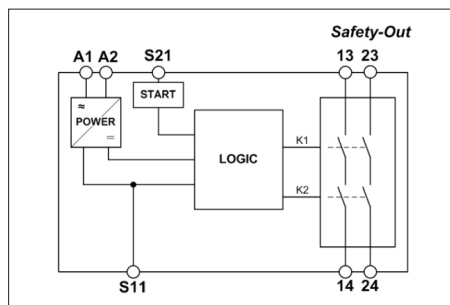 Safety-Out
A1 A2 S21 13 23
START
≈
POWER
⎓
LOGIC
K1
K2
S11 14 24